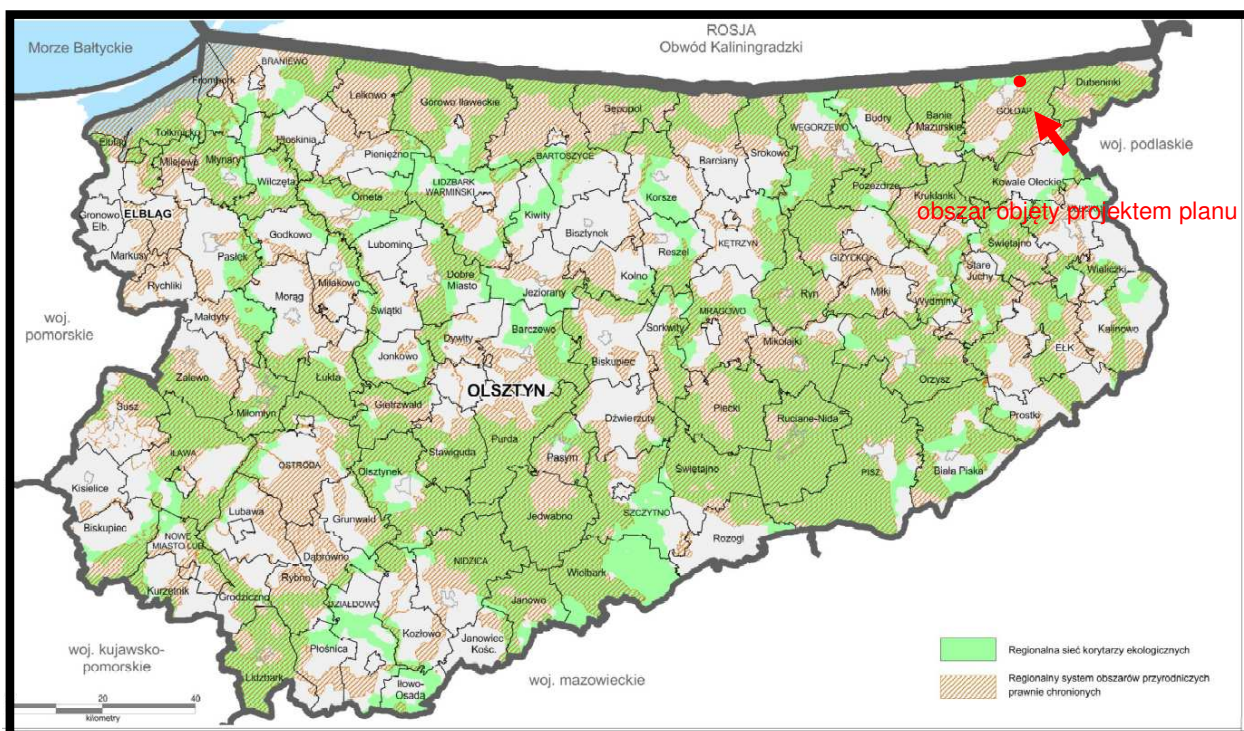 ROSJA
Obwód Kaliningradzki
Morze Bałtyckie
Frombork
BRANIEWO
Lelkowo
Górowo Iławeckie
Sępopol
WĘGORZEWO
Budry
Banie
Mazurskie
GOŁDAP
Dubeninki
woj. podlaskie
Elbląg
Tolkmicko
Milejewo
Młynary
Płoskinia
Pieniężno
Wilczęta
Orneta
LIDZBARK
WARMIŃSKI
BARTOSZYCE
Kiwity
Bisztynek
Korsze
Barciany
Srokowo
KĘTRZYN
Reszel
Kolno
Pozezdrze
Kruklanki
Kowale Oleckie
obszar objęty projektem planu
Gronowo
Elb.
ELBLĄG
Markusy
Rychliki
Pasłęk
Godkowo
Lubomino
Miłakowo
Morąg
Świątki
Dobre
Miasto
Jeziorany
GIŻYCKO
Ryn
Miłki
Wydminy
Stare
Juchy
Świętajno
Wieliczki
Kalinowo
EŁK
woj.
pomorskie
Małdyty
Zalewo
Miłomłyn
Łukta
Jonkowo
Dywity
Barczewo
OLSZTYN
Gietrzwałd
Biskupiec
Sorkwity
MRĄGOWO
Mikołajki
Dźwierzuty
Piecki
Ruciane-Nida
Orzysz
Prostki
PISZ
Biała Piska
Susz
IŁAWA
Kisielice
Biskupiec
OSTRÓDA
Olsztynek
Stawiguda
Purda
Pasym
Świętajno
SZCZYTNO
Jedwabno
Rozogi
Lubawa
Grunwald
NOWE
MIASTO LUB.
Dąbrówno
NIDZICA
Wielbark
Kurzętnik
Grodziczno
Rybno
DZIAŁDOWO
Kozłowo
Janowo
Janowiec
Kośc.
Płośnica
Lidzbark
Iłowo-
Osada
woj. kujawsko-
pomorskie
woj. mazowieckie
20
40
kilometry
Regionalna sieć korytarzy ekologicznych
Regionalny system obszarów przyrodniczych
prawnie chronionych